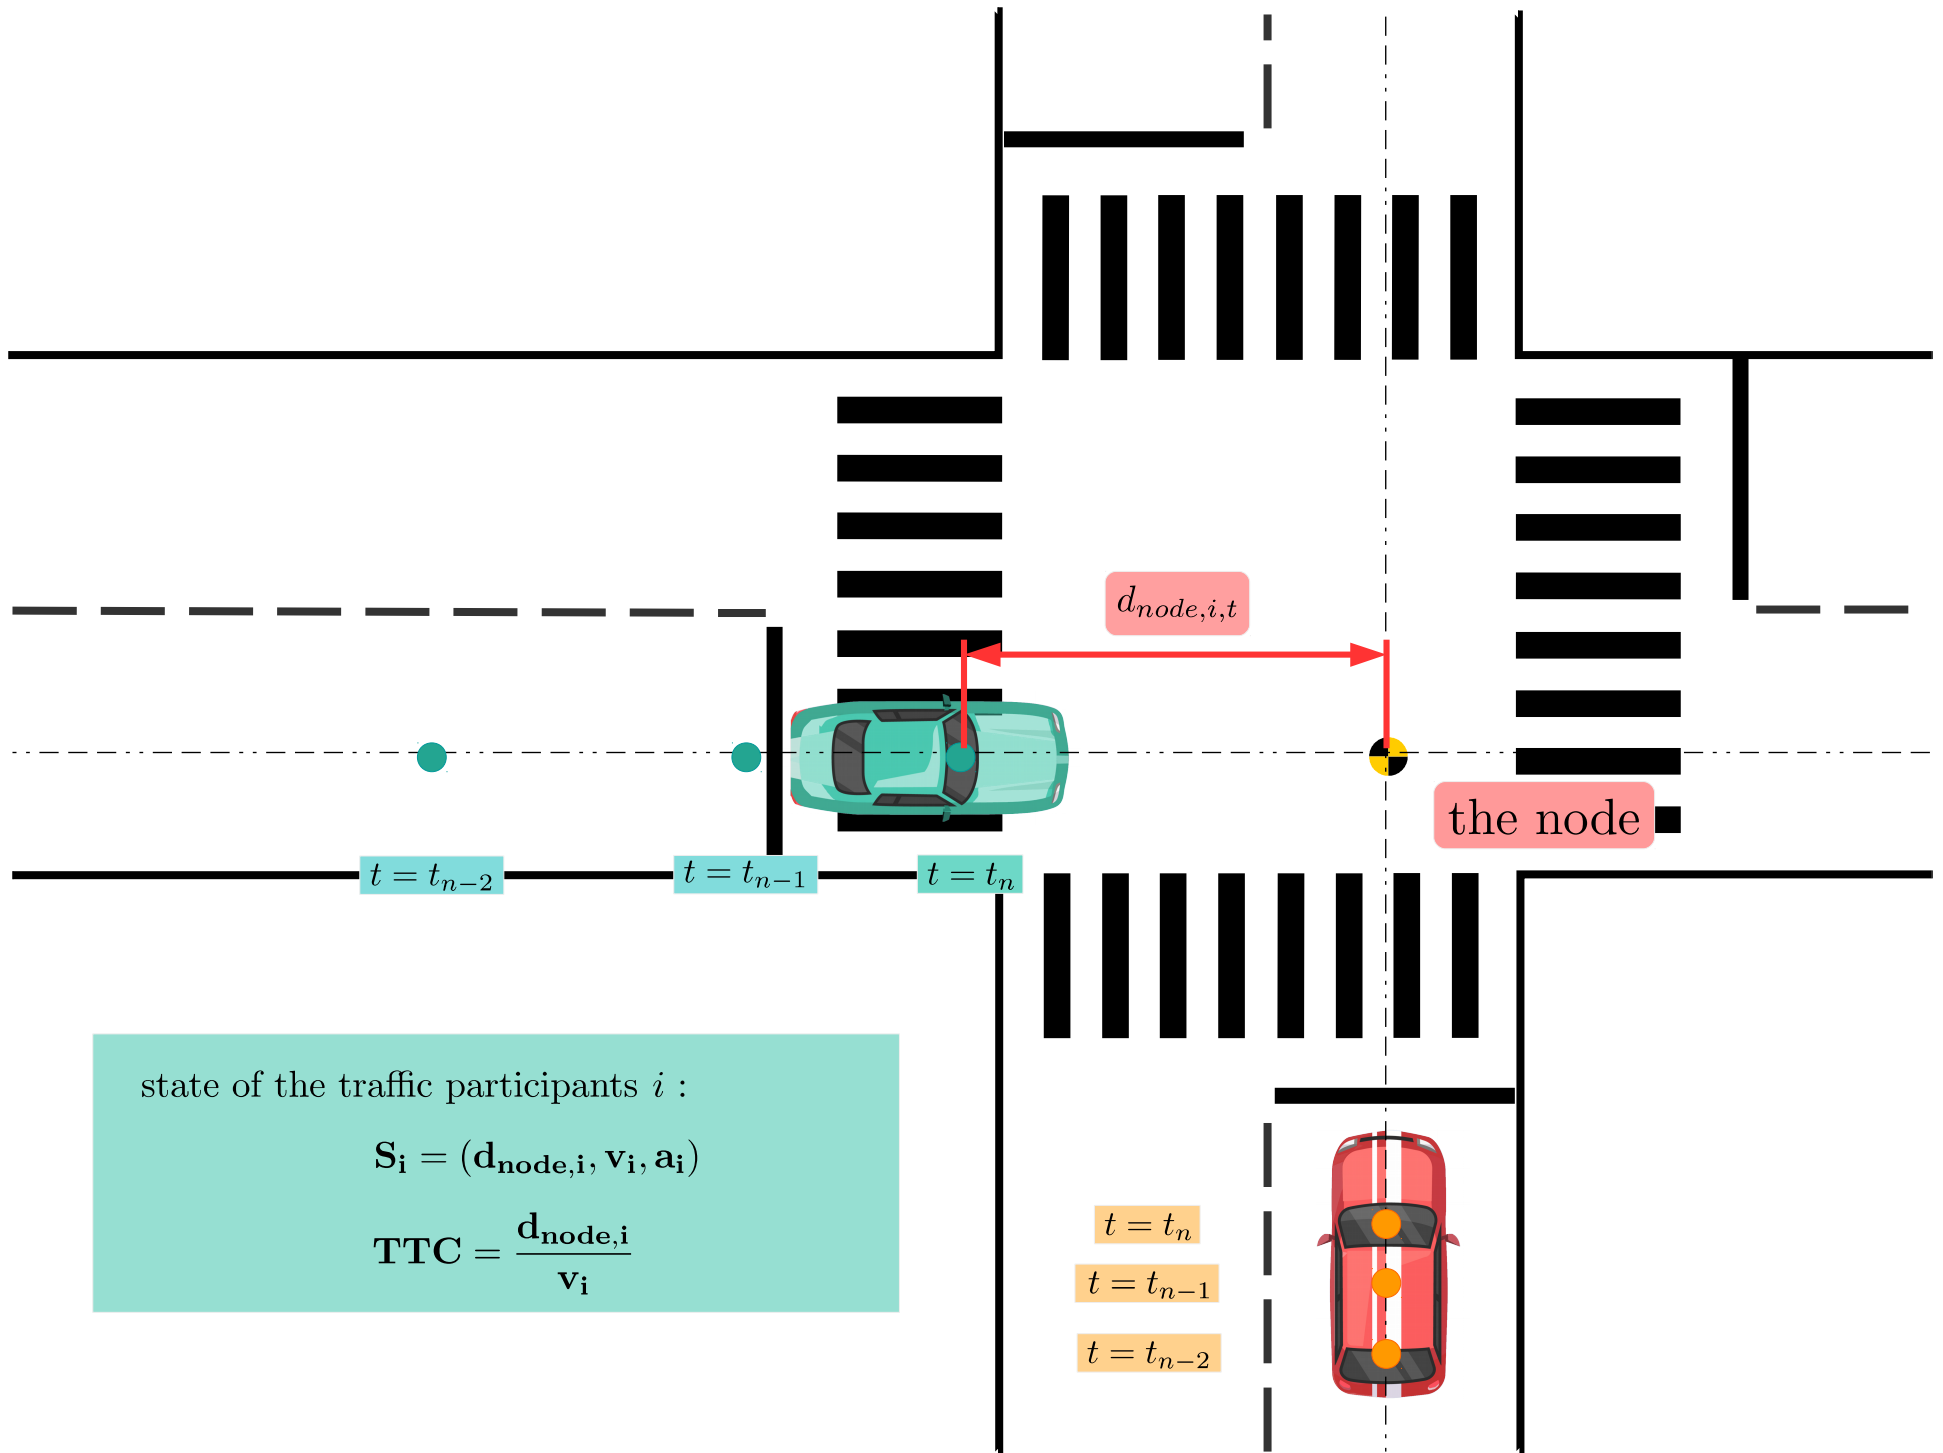 d_{node,i,t}
the node
t = t_{n-2}
t = t_{n-1}
t = t_n
state of the traffic participants i :
S_i = (d_{node,i}, v_i, a_i)
TTC = \frac{d_{node,i}}{v_i}
t = t_n
t = t_{n-1}
t = t_{n-2}